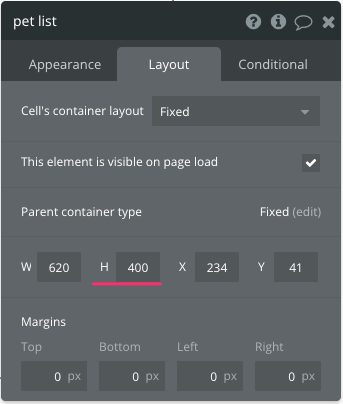 pet list
Appearance Layout Conditional
Cell's container layout Fixed
This element is visible on page load
Parent container type Fixed (edit)
W 620 H 400 X 234 Y 41
Margins
Top Bottom Left Right
0 px 0 px 0 px 0 px